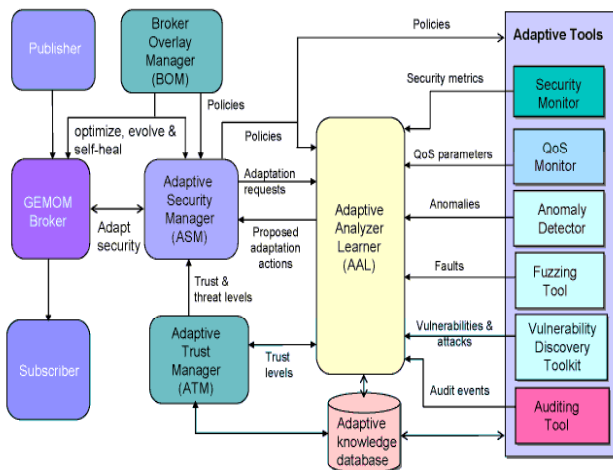 Publisher
Broker
Overlay
Manager
(BOM)
Policies
Adaptive Tools
Policies
optimize, evolve &
self-heal
Policies
Security metrics
Security
Monitor
GEMOM
Broker
Adapt
security
Adaptive
Security
Manager
(ASM)
Adaptation
requests
Proposed
adaptation
actions
Adaptive
Analyzer
Learner
(AAL)
QoS parameters
QoS
Monitor
Anomalies
Anomaly
Detector
Faults
Fuzzing
Tool
Trust &
threat levels
Subscriber
Adaptive
Trust
Manager
(ATM)
Trust
levels
Vulnerabilities &
attacks
Vulnerability
Discovery
Toolkit
Audit events
Auditing
Tool
Adaptive
knowledge
database